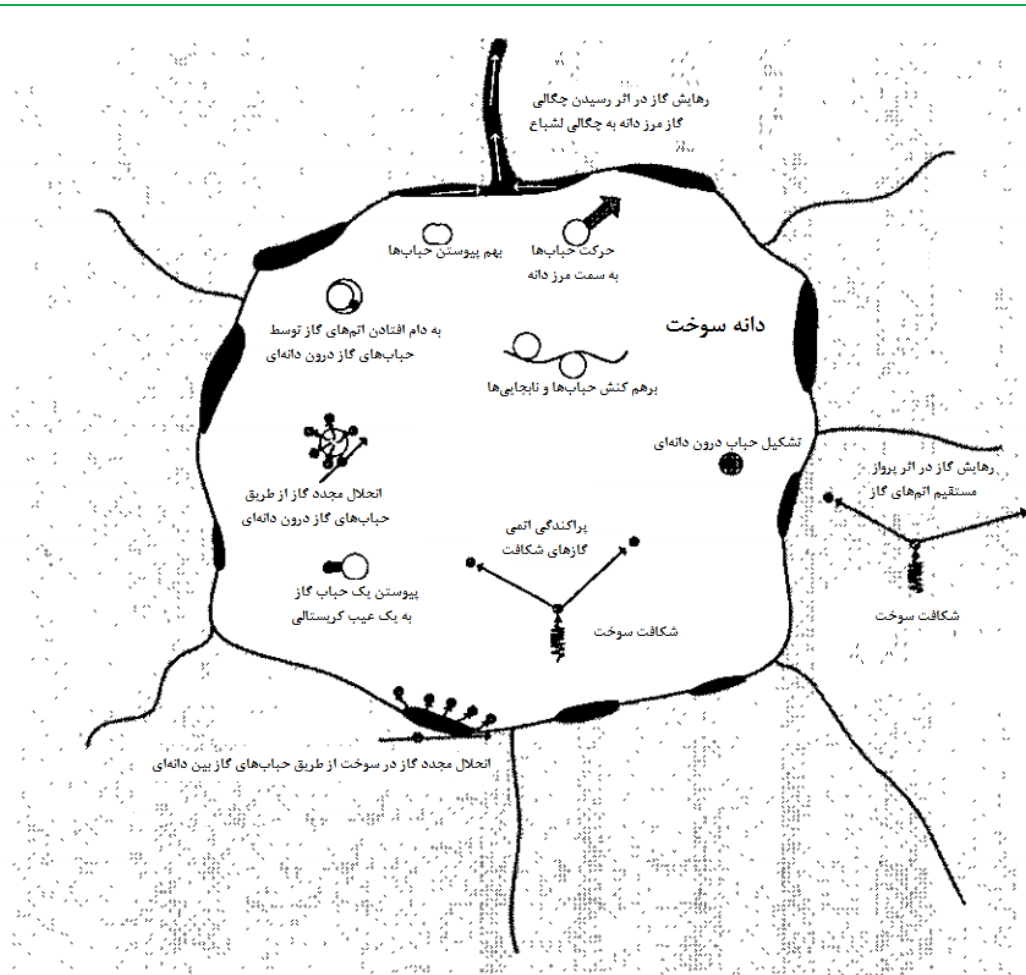 رهایش گاز در اثر رسیدن چگالی
گاز مرز دانه به چگالی لشباع
حرکت حباب‌ها
به سمت مرز دانه
بهم پیوستن حباب‌ها
دانه سوخت
به دام افتادن اتم‌های گاز توسط
حباب‌های گاز درون دانه‌ای
برهم کنش حباب‌ها و نابجایی‌ها
تشکیل حباب درون دانه‌ای
رهایش گاز در اثر پرواز
مستقیم اتم‌های گاز
انحلال مجدد گاز از طریق
حباب‌های گاز درون دانه‌ای
پراکندگی اتمی
گازهای شکافت
پیوستن یک حباب گاز
به یک عیب کریستالی
شکافت سوخت
شکافت سوخت
انحلال مجدد گاز در سوخت از طریق حباب‌های گاز بین دانه‌ای